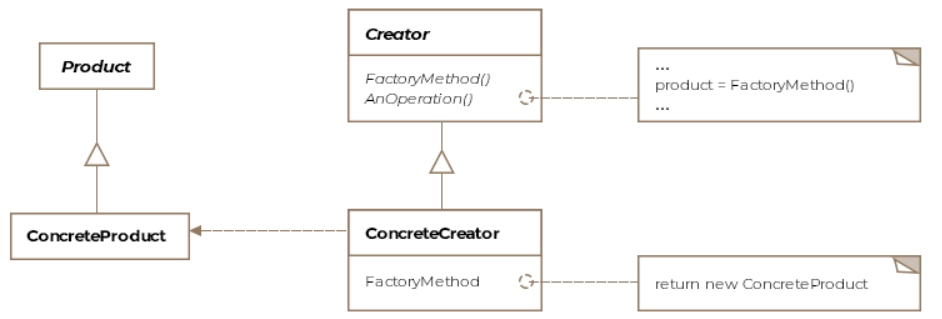 Product
Creator
FactoryMethod()
AnOperation()
...
product = FactoryMethod()
...
ConcreteProduct
ConcreteCreator
FactoryMethod
return new ConcreteProduct